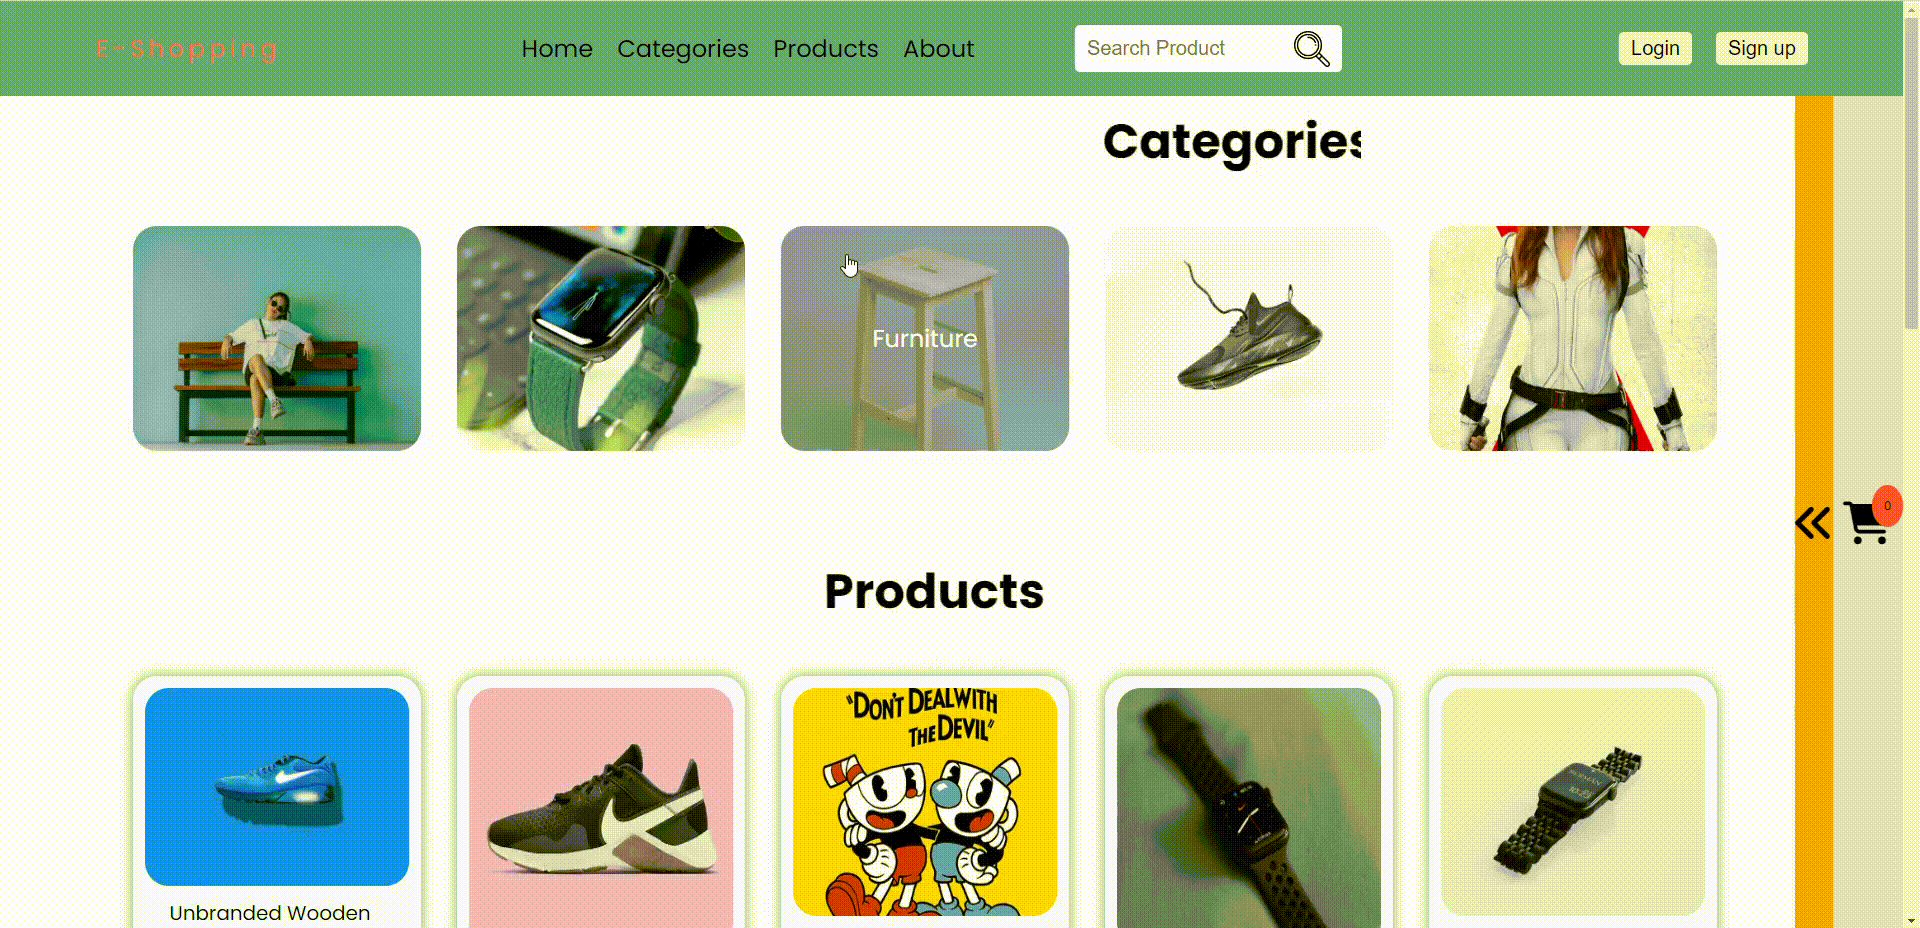 E-Shopping
Home Categories Products About
Search Product
Login
Sign up
Categories
Furniture
0
Products
"DON'T DEAL WITH
THE DEVIL"
Unbranded Wooden